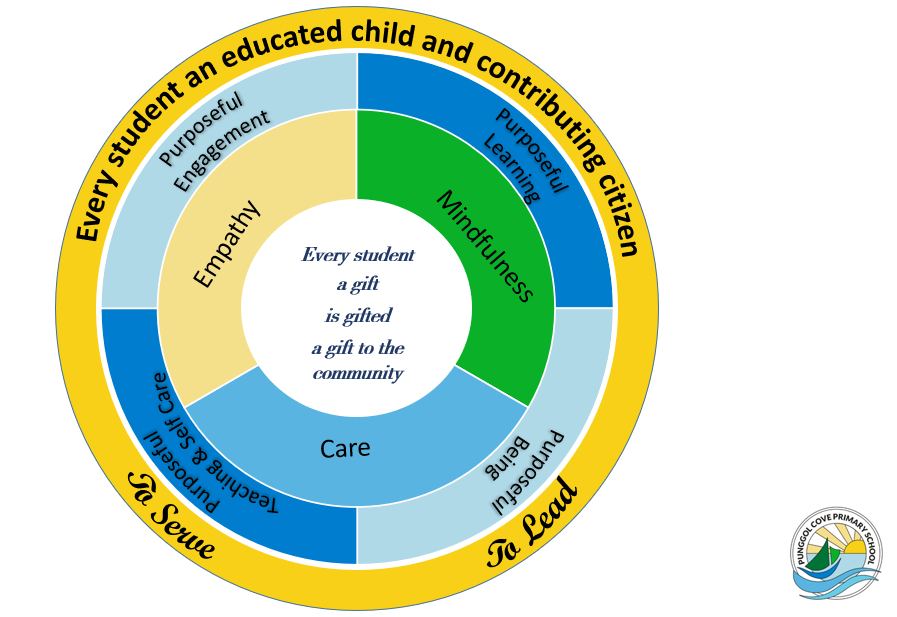 Every student an educated child and contributing citizen
Purposeful
Engagement
Purposeful
Learning
Empathy
Mindfulness
Every student
a gift
is gifted
a gift to the
community
Care
Purposeful
Teaching & Self Care
Purposeful
Being
To Serve
To Lead
PUNGGOL COVE PRIMARY SCHOOL